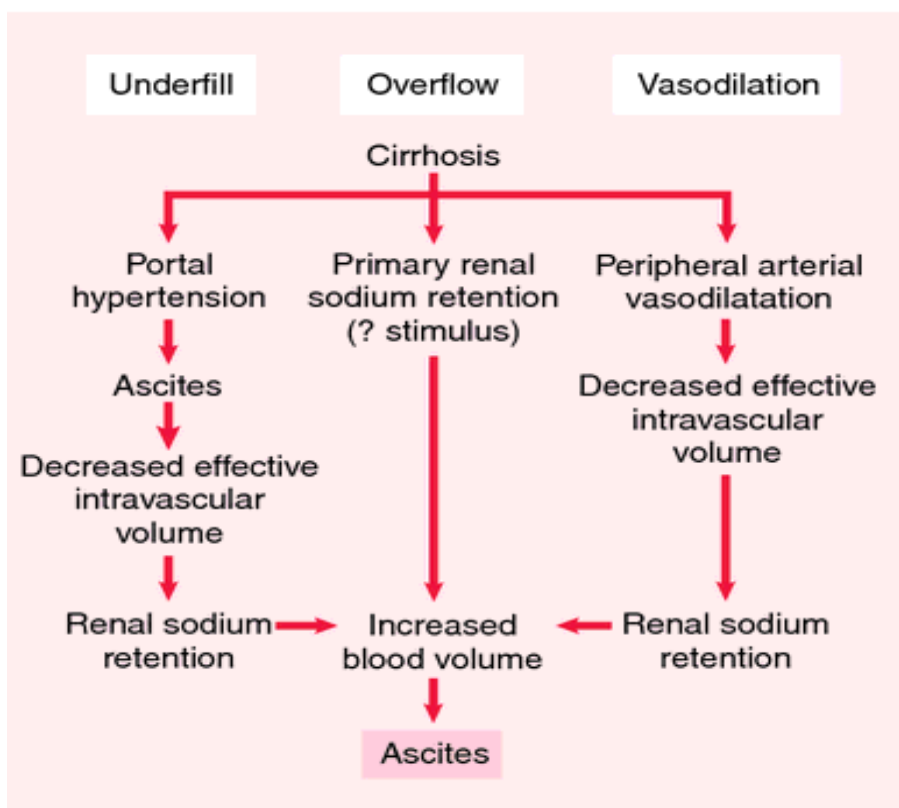 Underfill
Overflow
Vasodilation
Cirrhosis
Portal
hypertension
Ascites
Decreased effective
intravascular
volume
Renal sodium
retention
Primary renal
sodium retention
(? stimulus)
Increased
blood volume
Ascites
Peripheral arterial
vasodilatation
Decreased effective
intravascular
volume
Renal sodium
retention